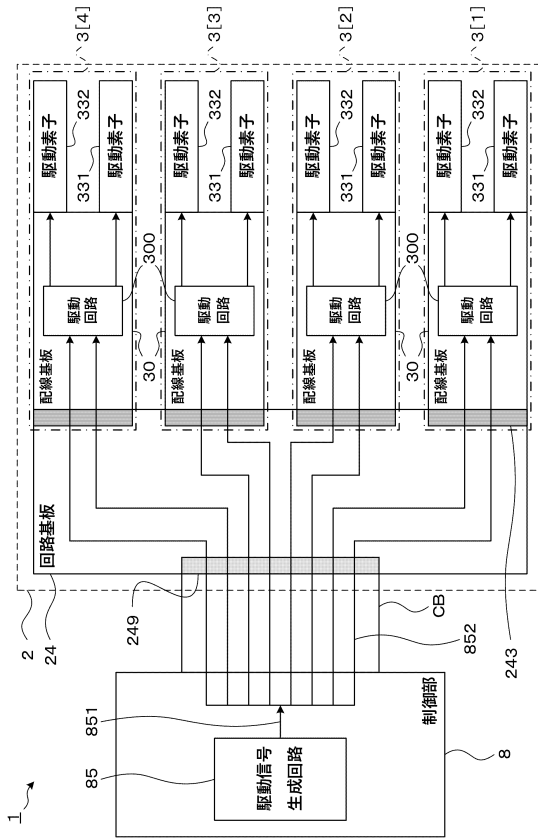 1
85
851
駆動信号
生成回路
制御部
8
2
24
回路基板
249
CB
852
243
3[4]
駆動素子
332
331
駆動素子
駆動
回路
配線基板
300
30
3[3]
駆動素子
332
331
駆動素子
駆動
回路
配線基板
3[2]
駆動素子
332
331
駆動素子
駆動
回路
配線基板
300
30
3[1]
駆動素子
332
331
駆動素子
駆動
回路
配線基板